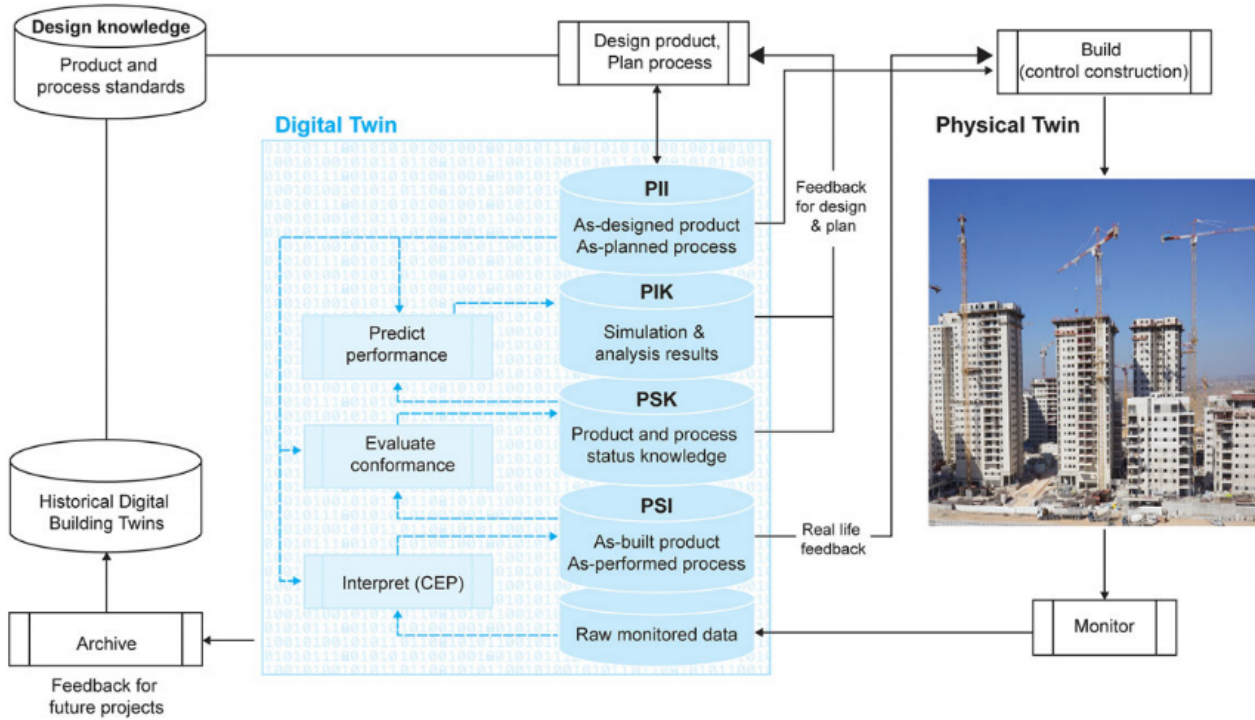 Design knowledge
Product and
process standards
Design product,
Plan process
Build
(control construction)
Digital Twin
Physical Twin
PII
As-designed product
As-planned process
Feedback
for design
& plan
PIK
Simulation &
analysis results
Predict
performance
PSK
Product and process
status knowledge
Evaluate
conformance
Historical Digital
Building Twins
PSI
As-built product
As-performed process
Real life
feedback
Interpret (CEP)
Raw monitored data
Monitor
Archive
Feedback for
future projects